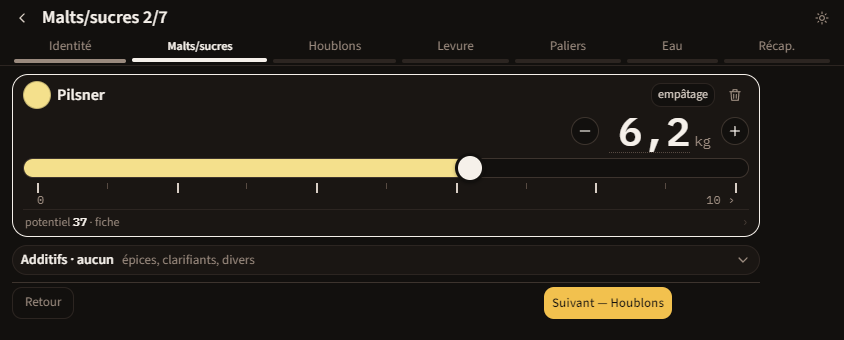 Malts/sucres 2/7
Identité Malts/sucres Houblons Levure Paliers Eau Récap.
Pilsner empâtage
− 6,2 kg +
0 10 ›
potentiel 37 · fiche ›
Additifs · aucun épices, clarifiants, divers
Retour Suivant — Houblons